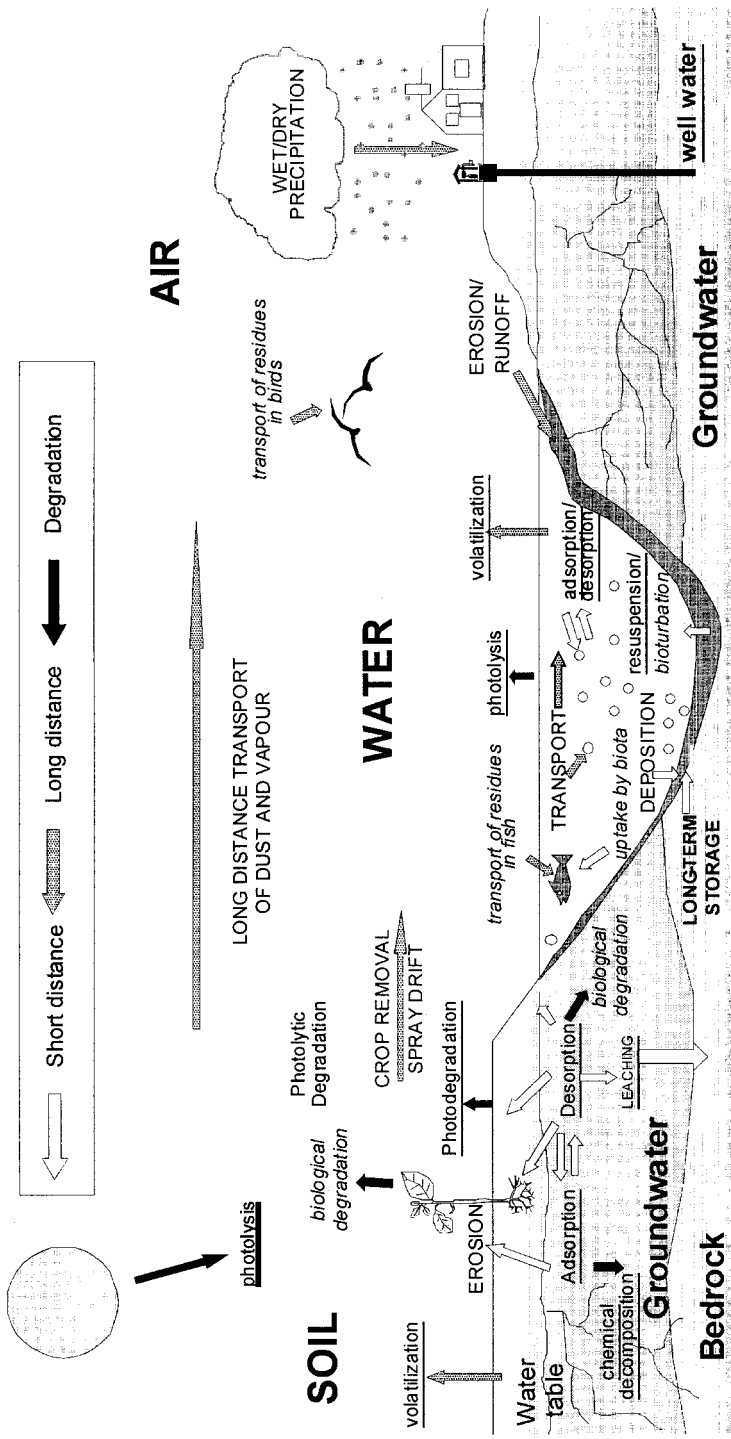 Short distance
Long distance
Degradation
AIR
photolysis
LONG DISTANCE TRANSPORT
OF DUST AND VAPOUR
transport of residues
in birds
WET/DRY
PRECIPITATION
SOIL
biological
degradation
Photolytic
Degradation
CROP REMOVAL
SPRAY DRIFT
WATER
volatilization
EROSION
Photodegradation
transport of residues
in fish
photolysis
volatilization
EROSION/
RUNOFF
Water
table
Adsorption
Desorption
biological
degradation
TRANSPORT
adsorption/
desorption
chemical
decomposition
LEACHING
uptake by biota
DEPOSITION
resuspension/
bioturbation
Groundwater
LONG-TERM
STORAGE
Groundwater
well water
Bedrock